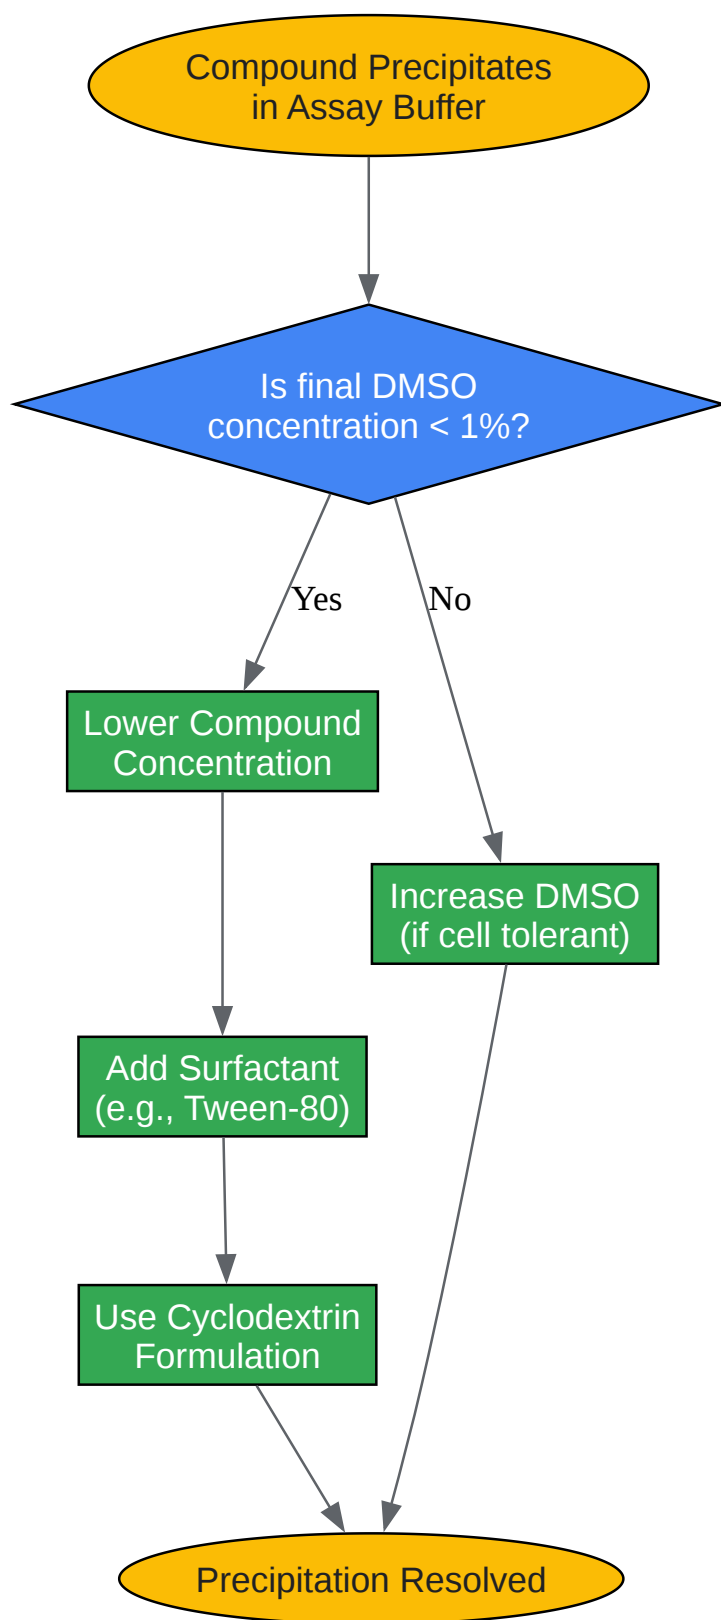 Compound Precipitates
in Assay Buffer
Is final DMSO
concentration < 1%?
Yes
No
Lower Compound
Concentration
Increase DMSO
(if cell tolerant)
Add Surfactant
(e.g., Tween-80)
Use Cyclodextrin
Formulation
Precipitation Resolved